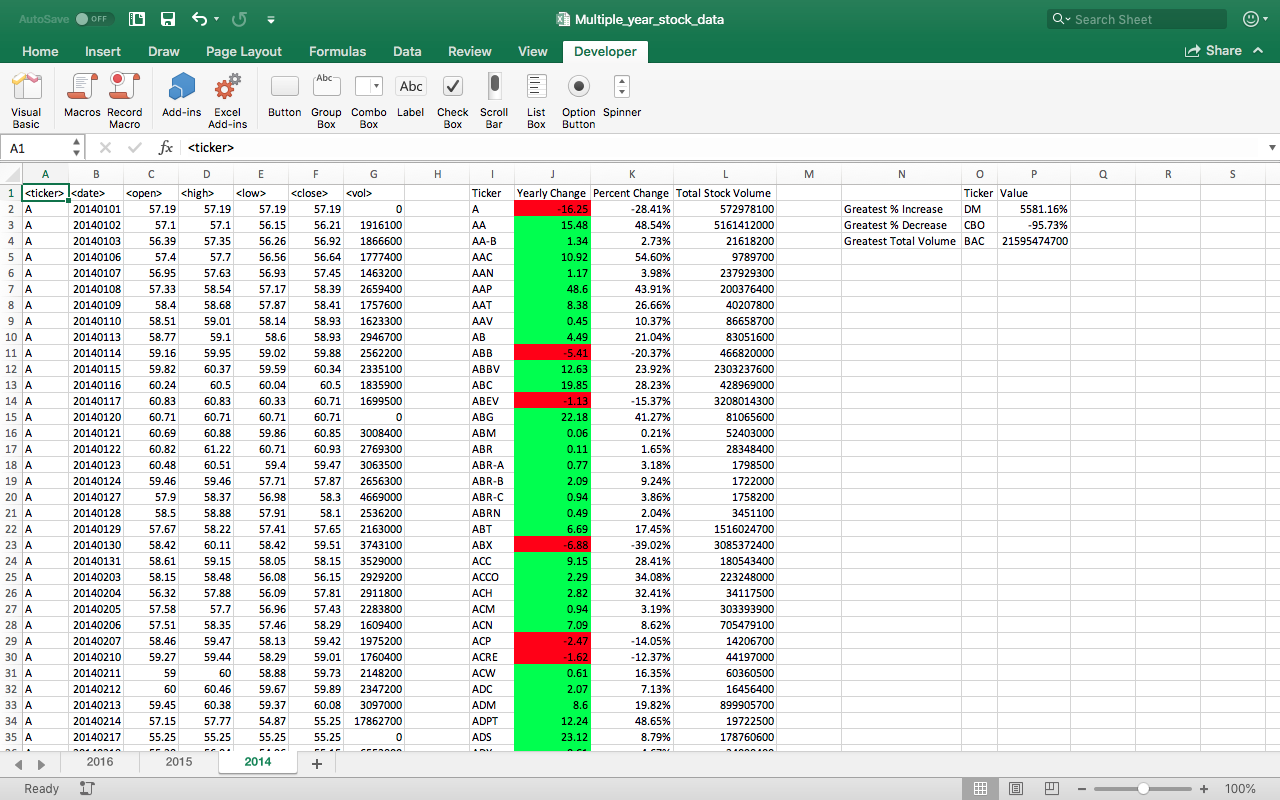 AutoSave OFF Multiple_year_stock_data Search Sheet
Home Insert Draw Page Layout Formulas Data Review View Developer Share
Visual Basic Macros Record Macro Add-ins Excel Add-ins Button Group Box Combo Box Label Check Box Scroll Bar List Box Option Button Spinner
Abc Abc
A1 fx <ticker>
A B C D E F G H I J K L M N O P Q R S
1 <ticker> <date> <open> <high> <low> <close> <vol> Ticker Yearly Change Percent Change Total Stock Volume Ticker Value
2 A 20140101 57.19 57.19 57.19 57.19 0 A -16.25 -28.41% 572978100 Greatest % Increase DM 5581.16%
3 A 20140102 57.1 57.1 56.15 56.21 1916100 AA 15.48 48.54% 5161412000 Greatest % Decrease CBO -95.73%
4 A 20140103 56.39 57.35 56.26 56.92 1866600 AA-B 1.34 2.73% 21618200 Greatest Total Volume BAC 21595474700
5 A 20140106 57.4 57.7 56.56 56.64 1777400 AAC 10.92 54.60% 9789700
6 A 20140107 56.95 57.63 56.93 57.45 1463200 AAN 1.17 3.98% 237929300
7 A 20140108 57.33 58.54 57.17 58.39 2659400 AAP 48.6 43.91% 200376400
8 A 20140109 58.4 58.68 57.87 58.41 1757600 AAT 8.38 26.66% 40207800
9 A 20140110 58.51 59.01 58.14 58.93 1623300 AAV 0.45 10.37% 86658700
10 A 20140113 58.77 59.1 58.6 58.93 2946700 AB 4.49 21.04% 83051600
11 A 20140114 59.16 59.95 59.02 59.88 2562200 ABB -5.41 -20.37% 466820000
12 A 20140115 59.82 60.37 59.59 60.34 2335100 ABBV 12.63 23.92% 2303237600
13 A 20140116 60.24 60.5 60.04 60.5 1835900 ABC 19.85 28.23% 428969000
14 A 20140117 60.83 60.83 60.33 60.71 1699500 ABEV -1.13 -15.37% 3208014300
15 A 20140120 60.71 60.71 60.71 60.71 0 ABG 22.18 41.27% 81065600
16 A 20140121 60.69 60.88 59.86 60.85 3008400 ABM 0.06 0.21% 52403000
17 A 20140122 60.82 61.22 60.71 60.93 2769300 ABR 0.11 1.65% 28348400
18 A 20140123 60.48 60.51 59.4 59.47 3063500 ABR-A 0.77 3.18% 1798500
19 A 20140124 59.46 59.46 57.71 57.87 2656300 ABR-B 2.09 9.24% 1722000
20 A 20140127 57.9 58.37 56.98 58.3 4669000 ABR-C 0.94 3.86% 1758200
21 A 20140128 58.5 58.88 57.91 58.1 2536200 ABRN 0.49 2.04% 3451100
22 A 20140129 57.67 58.22 57.41 57.65 2163000 ABT 6.69 17.45% 1516024700
23 A 20140130 58.42 60.11 58.42 59.51 3743100 ABX -6.88 -39.02% 3085372400
24 A 20140131 58.61 59.15 58.05 58.15 3529000 ACC 9.15 28.41% 180543400
25 A 20140203 58.15 58.48 56.08 56.15 2929200 ACCO 2.29 34.08% 223248000
26 A 20140204 56.32 57.88 56.09 57.81 2911800 ACH 2.82 32.41% 34117500
27 A 20140205 57.58 57.7 56.96 57.43 2283800 ACM 0.94 3.19% 303393900
28 A 20140206 57.51 58.35 57.46 58.29 1609400 ACN 7.09 8.62% 705479100
29 A 20140207 58.46 59.47 58.13 59.42 1975200 ACP -2.47 -14.05% 14206700
30 A 20140210 59.27 59.44 58.29 59.01 1760400 ACRE -1.62 -12.37% 44197000
31 A 20140211 59 60 58.88 59.73 2148200 ACW 0.61 16.35% 60360500
32 A 20140212 60 60.46 59.67 59.89 2347200 ADC 2.07 7.13% 16456400
33 A 20140213 59.45 60.38 59.37 60.08 3097000 ADM 8.6 19.82% 899905700
34 A 20140214 57.15 57.77 54.87 55.25 17862700 ADPT 12.24 48.65% 19722500
35 A 20140217 55.25 55.25 55.25 55.25 0 ADS 23.12 8.79% 178760600
2016 2015 2014
Ready 100%